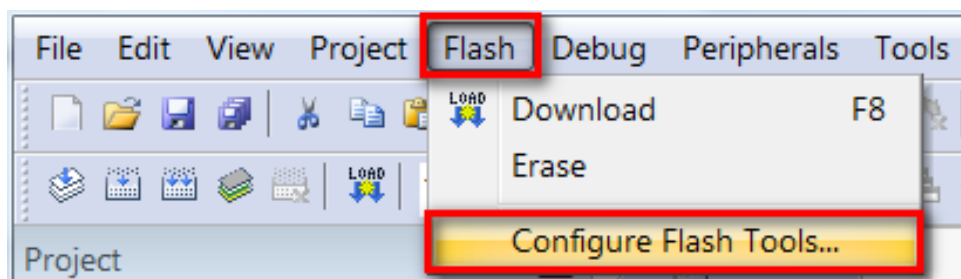 File Edit View Project Flash Debug Peripherals Tools
LOAD Download F8
Erase
LOAD
Configure Flash Tools...
Project